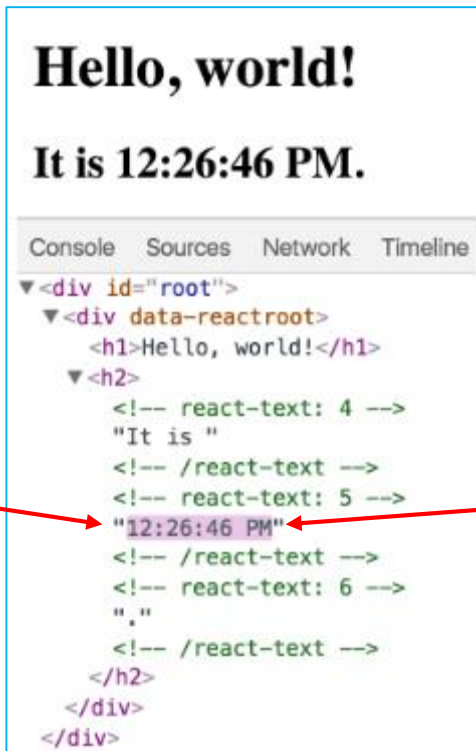 Hello, world!
It is 12:26:46 PM.
Console Sources Network Timeline
▼<div id="root">
▼<div data-reactroot>
<h1>Hello, world!</h1>
▼<h2>
<!-- react-text: 4 -->
"It is "
<!-- /react-text -->
<!-- react-text: 5 -->
"12:26:46 PM"
<!-- /react-text -->
<!-- react-text: 6 -->
"."
<!-- /react-text -->
</h2>
</div>
</div>